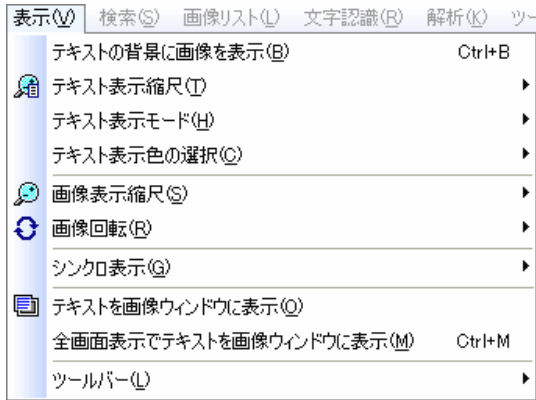 表示(V) 検索(S) 画像リスト(L) 文字認識(R) 解析(K) ツー
テキストの背景に画像を表示(B) Ctrl+B
テキスト表示縮尺(T)
テキスト表示モード(H)
テキスト表示色の選択(C)
画像表示縮尺(S)
画像回転(R)
シンクロ表示(G)
テキストを画像ウィンドウに表示(O)
全画面表示でテキストを画像ウィンドウに表示(M) Ctrl+M
ツールバー(L)